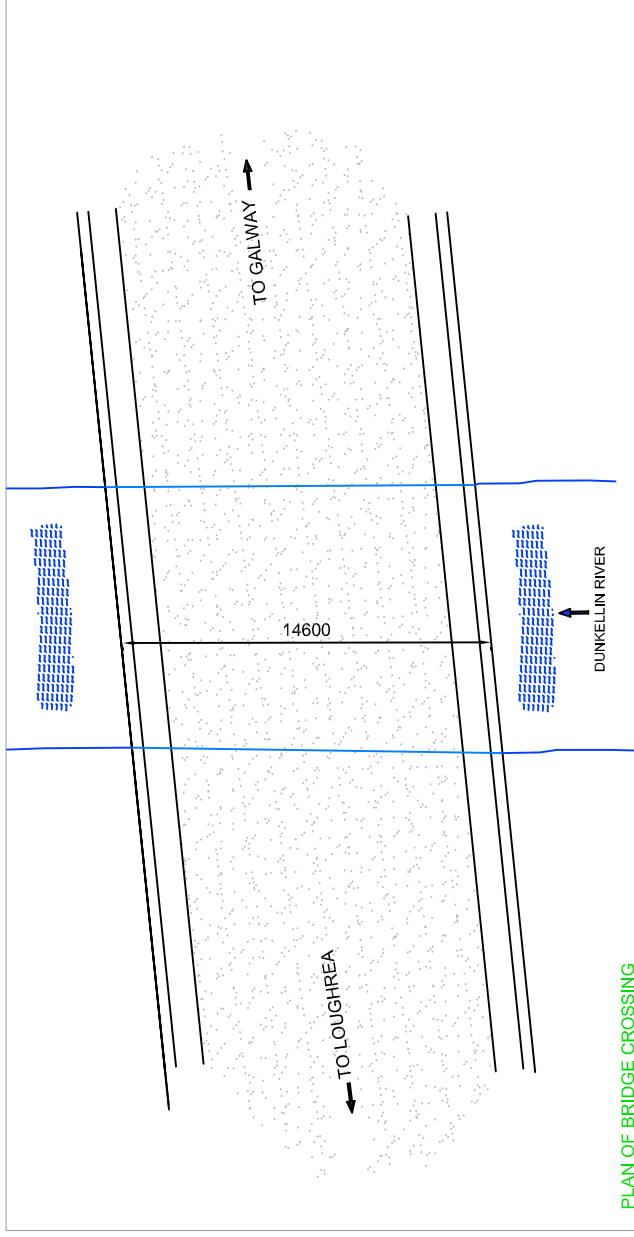 TO GALWAY
14600
DUNKELLIN RIVER
TO LOUGHREA
PLAN OF BRIDGE CROSSING